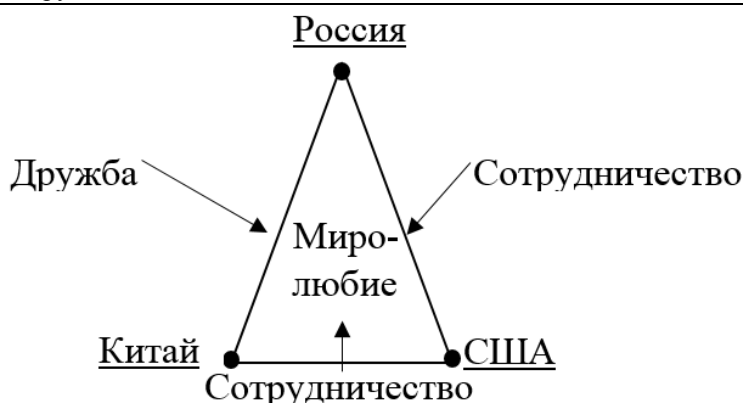 Россия
Дружба
Сотрудничество
Миро-
любие
Китай
США
Сотрудничество